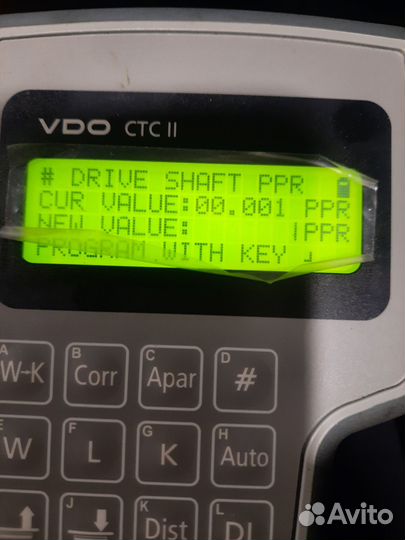 VDO CTC II
# DRIVE SHAFT PPR
CUR VALUE:00.001 PPR
NEW VALUE: |PPR
PROGRAM WITH KEY ↲
A W→K
B Corr
C Apar
D #
E W
F L
G K
H Auto
J
K Dist
L
Avito